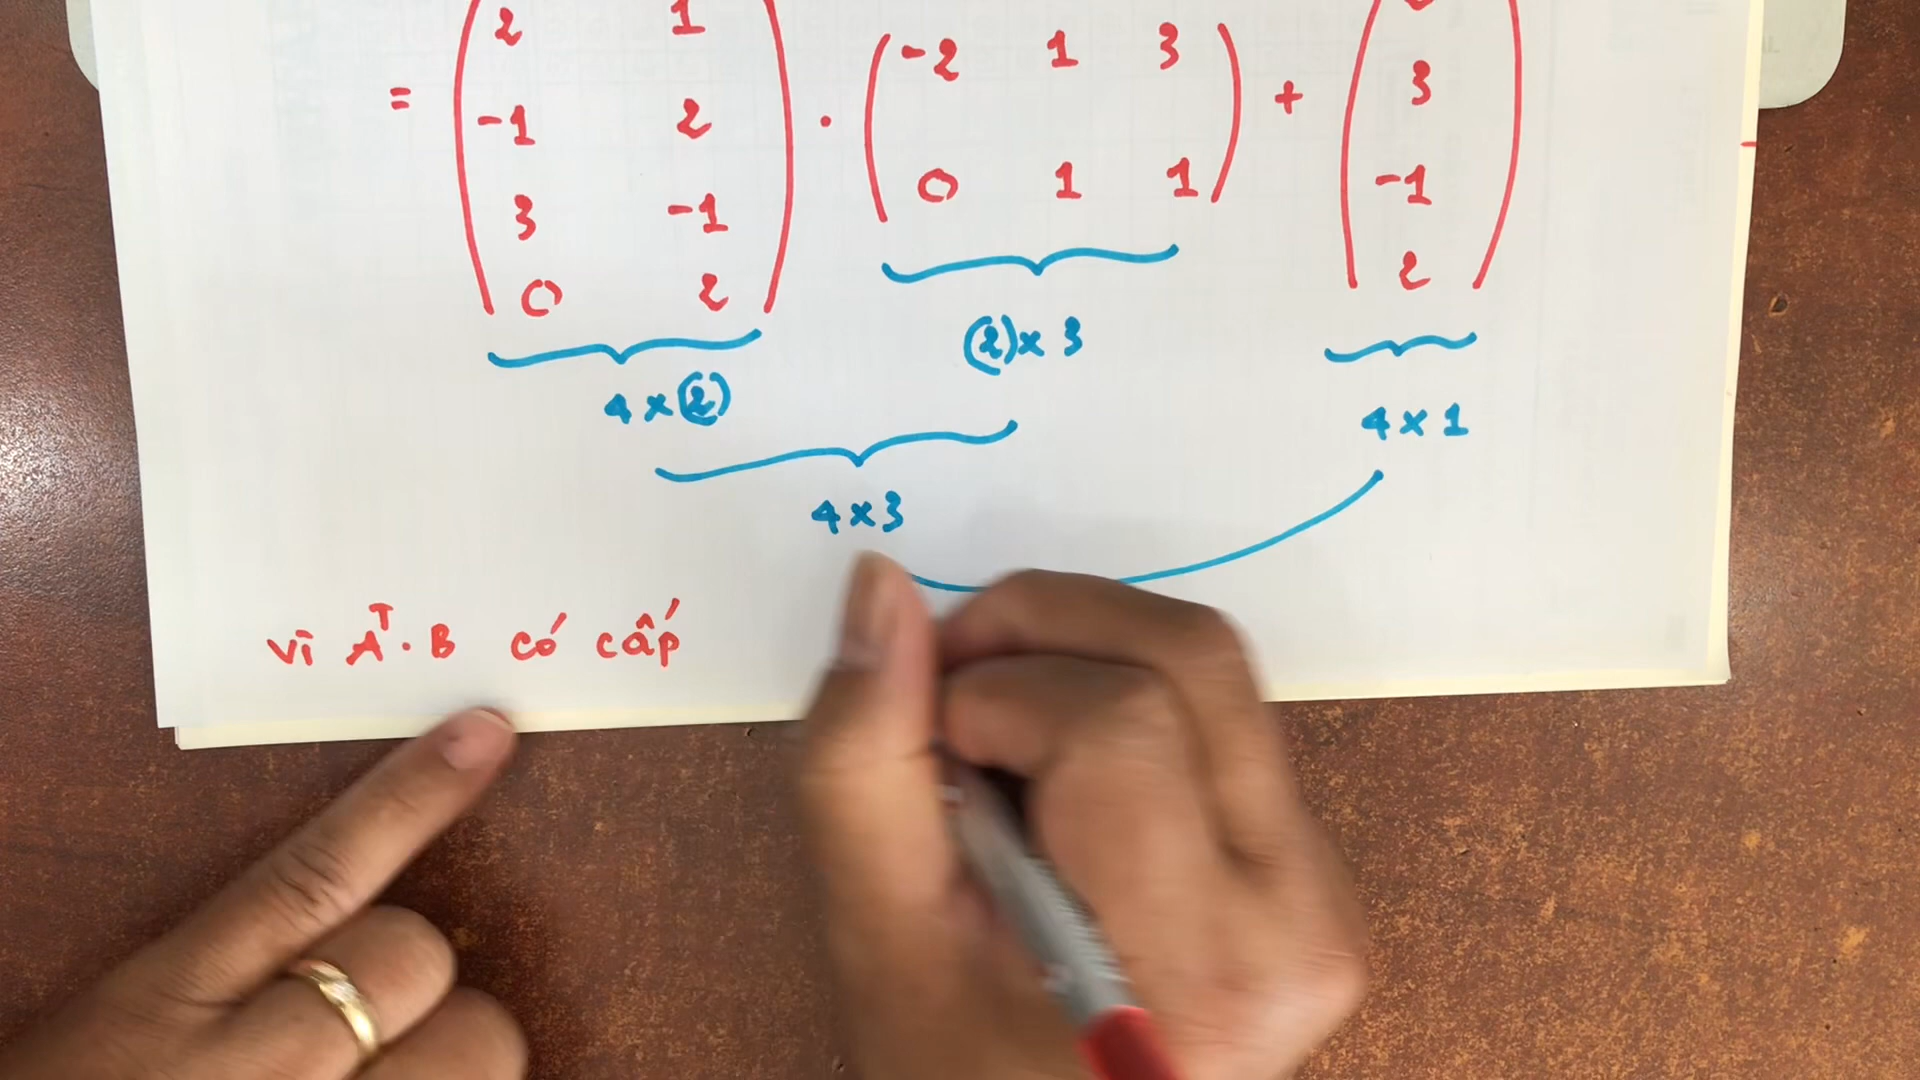 2 1
-2 1 3
3
= -1 2 . + 
-1
3 -1
0 1 1
2
0 2
(2)x 3
4 x (2)
4 x 1
4 x 3
Vì Aᵀ. B có cấp